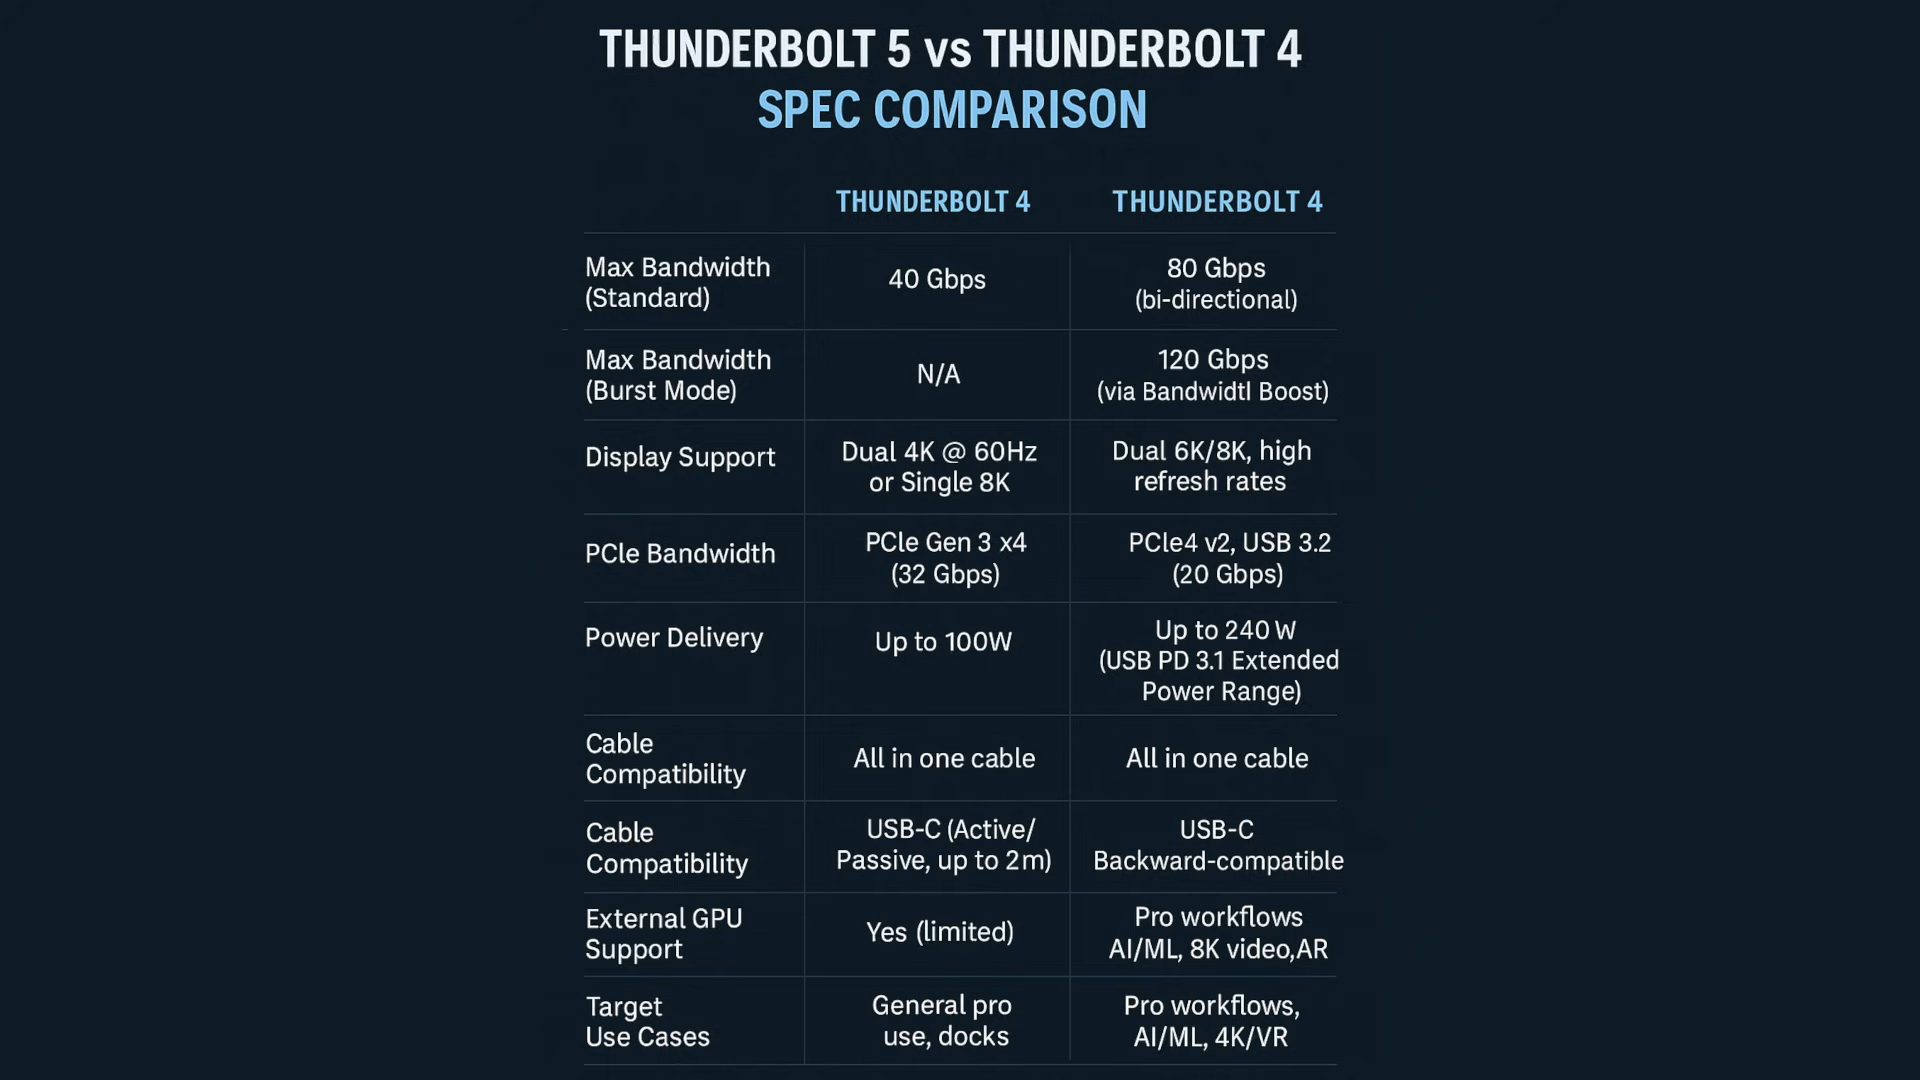 THUNDERBOLT 5 vs THUNDERBOLT 4
SPEC COMPARISON
THUNDERBOLT 4
THUNDERBOLT 4
Max Bandwidth
(Standard)
40 Gbps
80 Gbps
(bi-directional)
Max Bandwidth
(Burst Mode)
N/A
120 Gbps
(via Bandwidtl Boost)
Display Support
Dual 4K @ 60Hz
or Single 8K
Dual 6K/8K, high
refresh rates
PCle Bandwidth
PCle Gen 3 x4
(32 Gbps)
PCle4 v2, USB 3.2
(20 Gbps)
Power Delivery
Up to 100W
Up to 240 W
(USB PD 3.1 Extended
Power Range)
Cable
Compatibility
All in one cable
All in one cable
Cable
Compatibility
USB-C (Active/
Passive, up to 2m)
USB-C
Backward-compatible
External GPU
Support
Yes (limited)
Pro workflows
AI/ML, 8K video,AR
Target
Use Cases
General pro
use, docks
Pro workflows,
AI/ML, 4K/VR